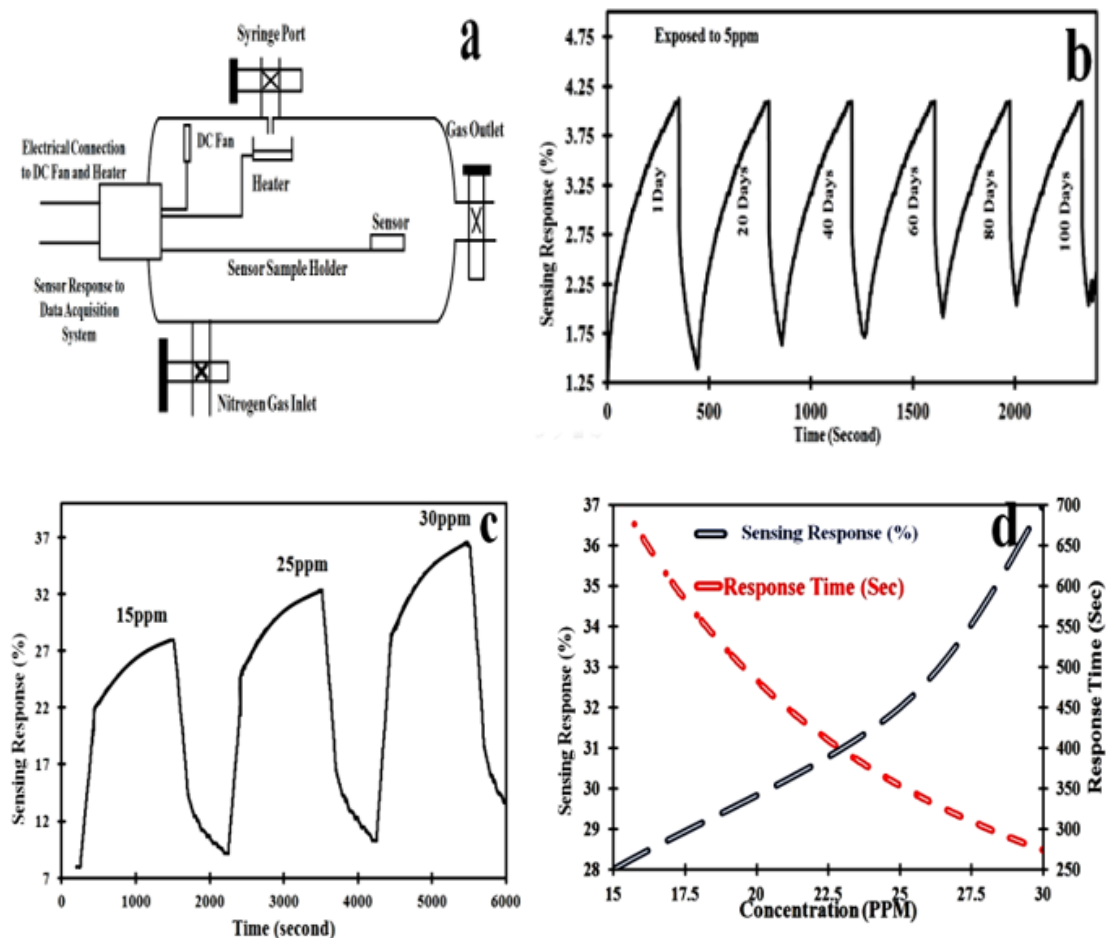 a
Syringe Port
DC Fan
Gas Outlet
Electrical Connection
to DC Fan and Heater
Heater
Sensor
Sensor Sample Holder
Sensor Response to
Data Acquisition
System
Nitrogen Gas Inlet
b
Exposed to 5ppm
Sensing Response (%)
4.75
4.25
3.75
3.25
2.75
2.25
1.75
1.25
1Day
20 Days
40 Days
60 Days
80 Days
100 Days
0
500
1000
1500
2000
Time (Second)
c
15ppm
25ppm
30ppm
Sensing Response (%)
37
32
27
22
17
12
7
0
1000
2000
3000
4000
5000
6000
Time (second)
d
Sensing Response (%)
Response Time (Sec)
Sensing Response (%)
37
36
35
34
33
32
31
30
29
28
700
650
600
550
500
450
400
350
300
250
Response Time (Sec)
15
17.5
20
22.5
25
27.5
30
Concentration (PPM)